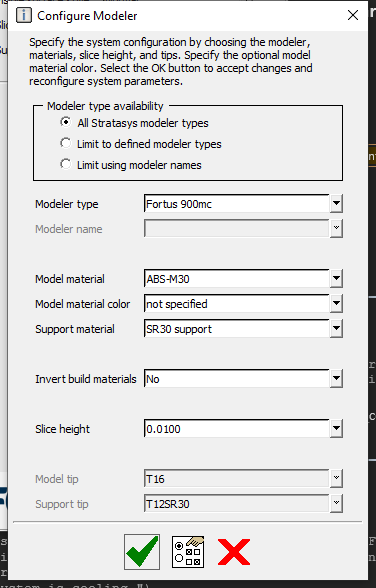 Configure Modeler
Specify the system configuration by choosing the modeler,
materials, slice height, and tips. Specify the optional model
material color. Select the OK button to accept changes and
reconfigure system parameters.
Modeler type availability
All Stratasys modeler types
Limit to defined modeler types
Limit using modeler names
Modeler type Fortus 900mc
Modeler name
Model material ABS-M30
Model material color not specified
Support material SR30 support
Invert build materials No
Slice height 0.0100
Model tip T16
Support tip T12SR30